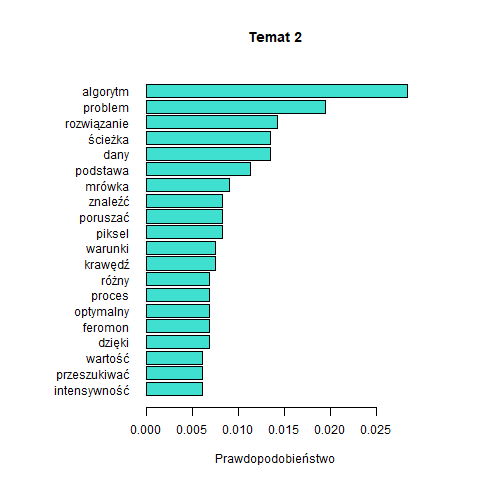 Temat 2
algorytm
problem
rozwiązanie
ścieżka
dany
podstawa
mrówka
znaleźć
poruszać
piksel
warunki
krawędź
różny
proces
optymalny
feromon
dzięki
wartość
przeszukiwać
intensywność
0.000 0.005 0.010 0.015 0.020 0.025
Prawdopodobieństwo